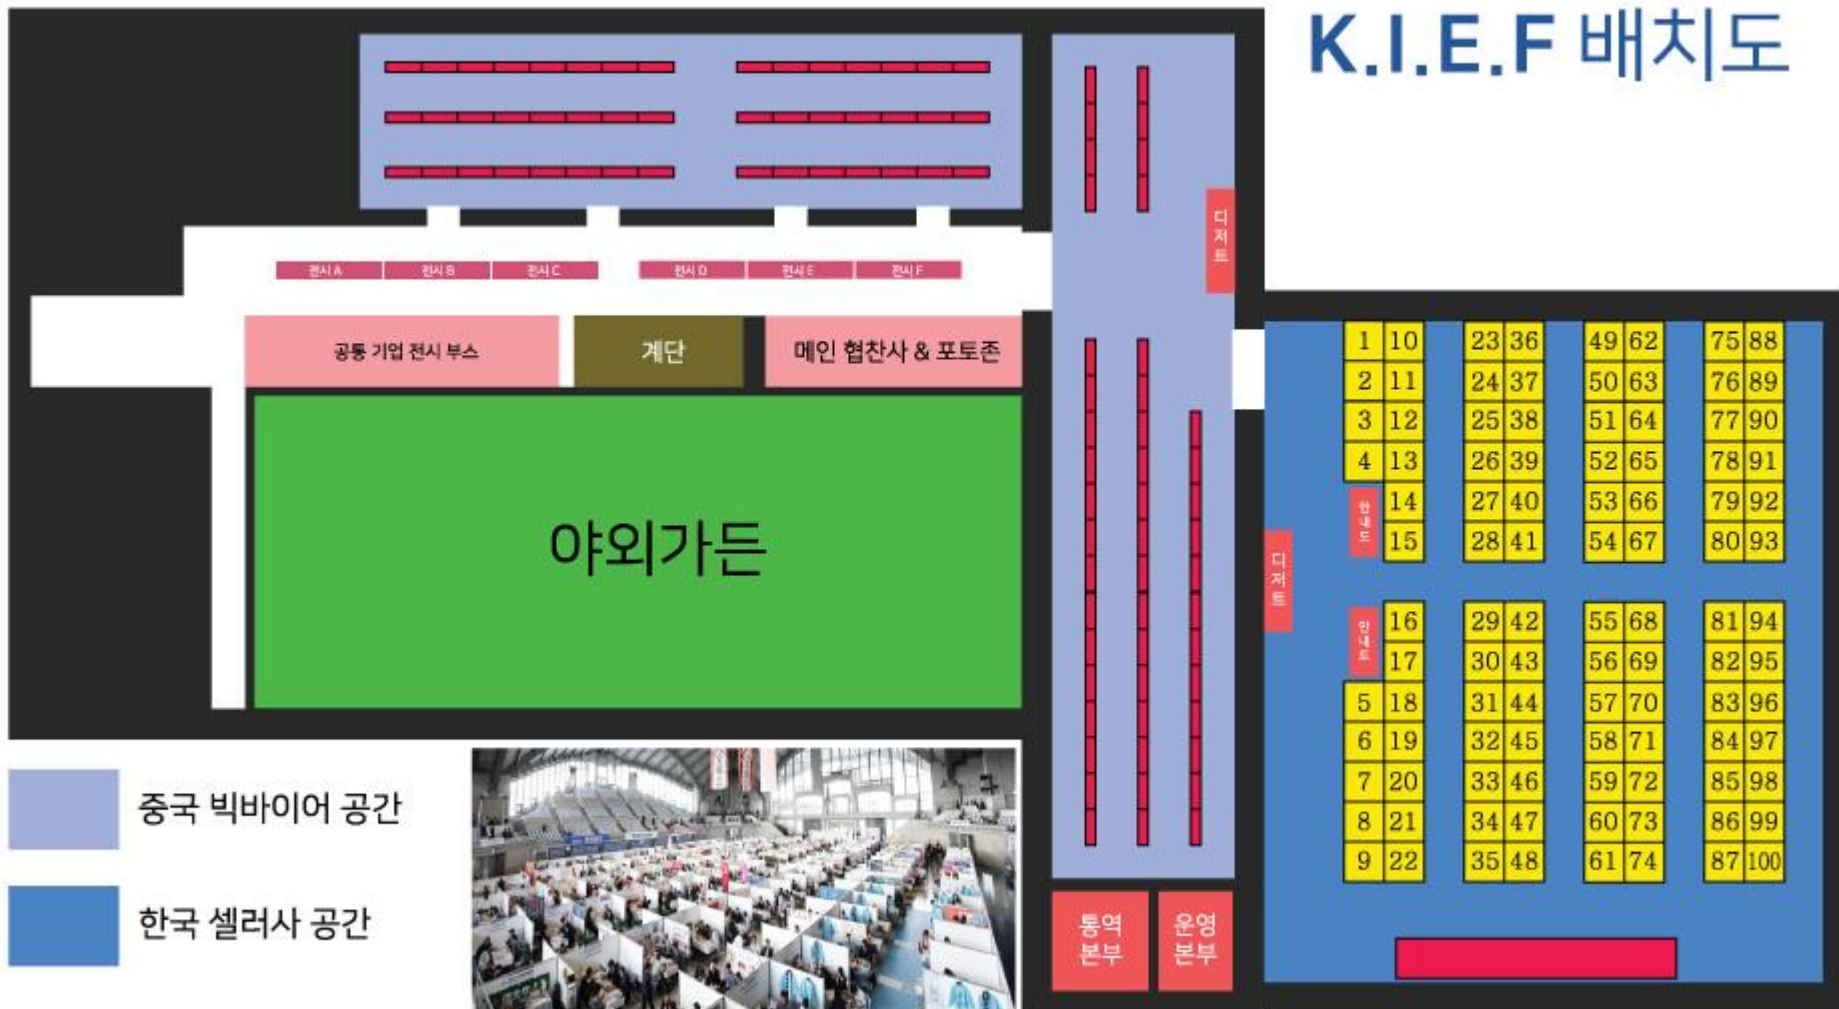 K.I.E.F 배치도
디저트
전시 A 전시 B 전시 C 전시 D 전시 E 전시 F
공통 기업 전시 부스
계단
메인 협찬사 & 포토존
야외가든
1 10 23 36 49 62 75 88
2 11 24 37 50 63 76 89
3 12 25 38 51 64 77 90
4 13 26 39 52 65 78 91
14 27 40 53 66 79 92
15 28 41 54 67 80 93
안내도
디저트
16 29 42 55 68 81 94
17 30 43 56 69 82 95
안내도
5 18 31 44 57 70 83 96
6 19 32 45 58 71 84 97
7 20 33 46 59 72 85 98
8 21 34 47 60 73 86 99
9 22 35 48 61 74 87 100
중국 빅바이어 공간
한국 셀러사 공간
통역
본부
운영
본부